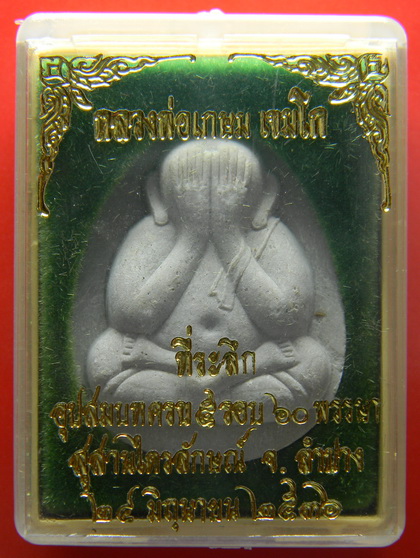 หลวงพ่อเกษม เขมโก
ที่ระลึก
อุปสมบทครบ ๕ รอบ ๖๐ พรรษา
สุสานไตรลักษณ์ จ. ลำปาง
๒๔ มิถุนายน ๒๕๓๖